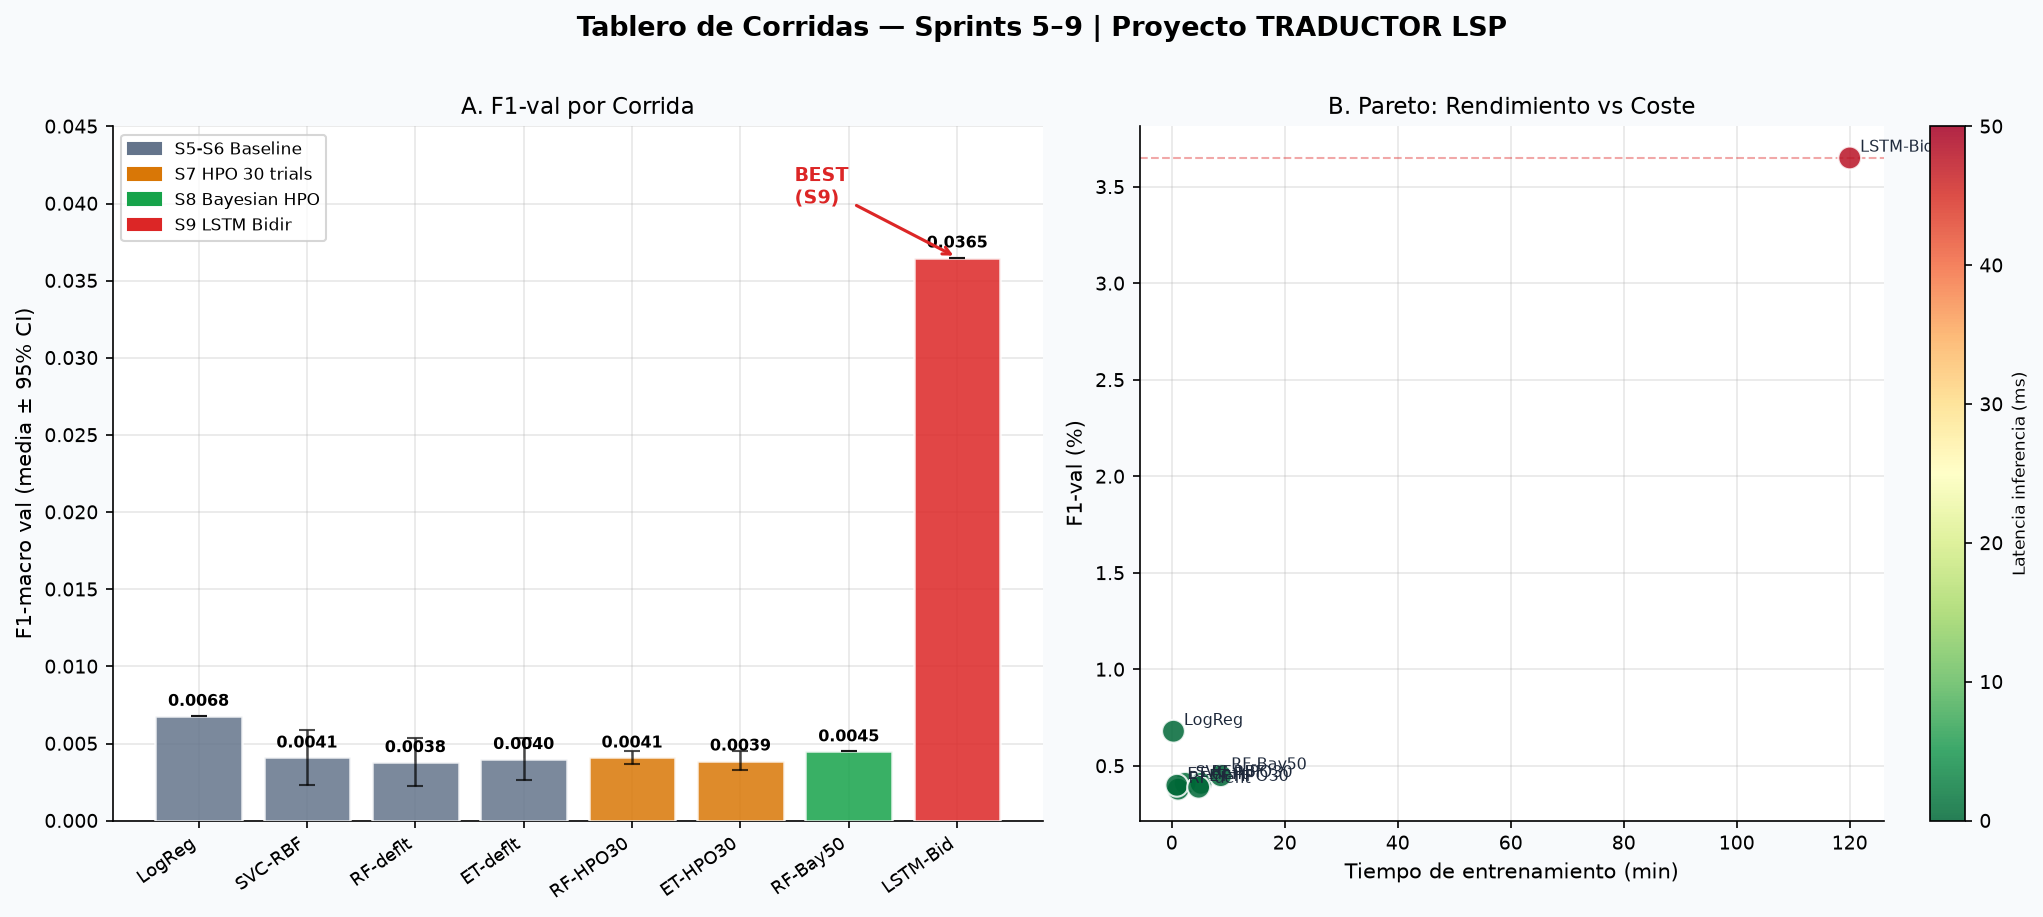 Tablero de Corridas — Sprints 5–9 | Proyecto TRADUCTOR LSP
A. F1-val por Corrida
F1-macro val (media ± 95% CI)
0.045
0.040
0.035
0.030
0.025
0.020
0.015
0.010
0.005
0.000
S5-S6 Baseline
S7 HPO 30 trials
S8 Bayesian HPO
S9 LSTM Bidir
BEST
(S9)
0.0068
0.0041
0.0038
0.0040
0.0041
0.0039
0.0045
0.0365
LogReg
SVC-RBF
RF-deflt
ET-deflt
RF-HPO30
ET-HPO30
RF-Bay50
LSTM-Bid
B. Pareto: Rendimiento vs Coste
F1-val (%)
3.5
3.0
2.5
2.0
1.5
1.0
0.5
LSTM-Bid
LogReg
RF-Bay50
0
20
40
60
80
100
120
Tiempo de entrenamiento (min)
50
40
30
20
10
0
Latencia inferencia (ms)